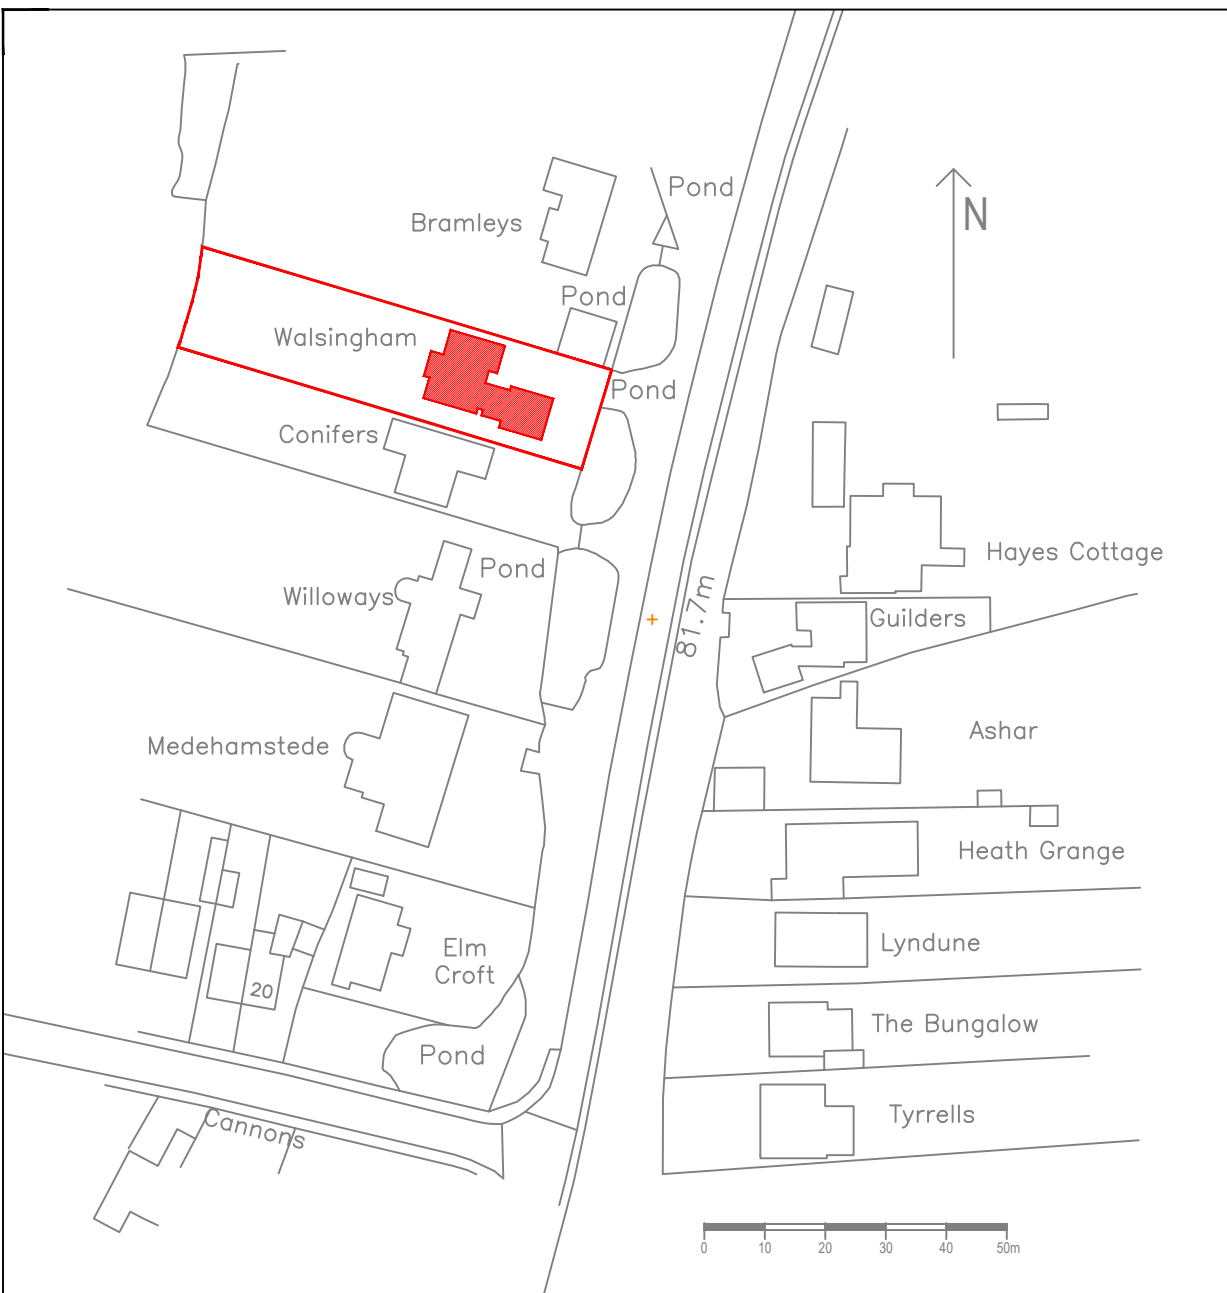 Pond
N
Bramleys
Pond
Walsingham
Pond
Conifers
Hayes Cottage
Pond
Willoways
81.7m
Guilders
Ashar
Medehamstede
Heath Grange
Elm
Croft
Lyndune
20
The Bungalow
Pond
Tyrrells
Cannons
0 10 20 30 40 50m